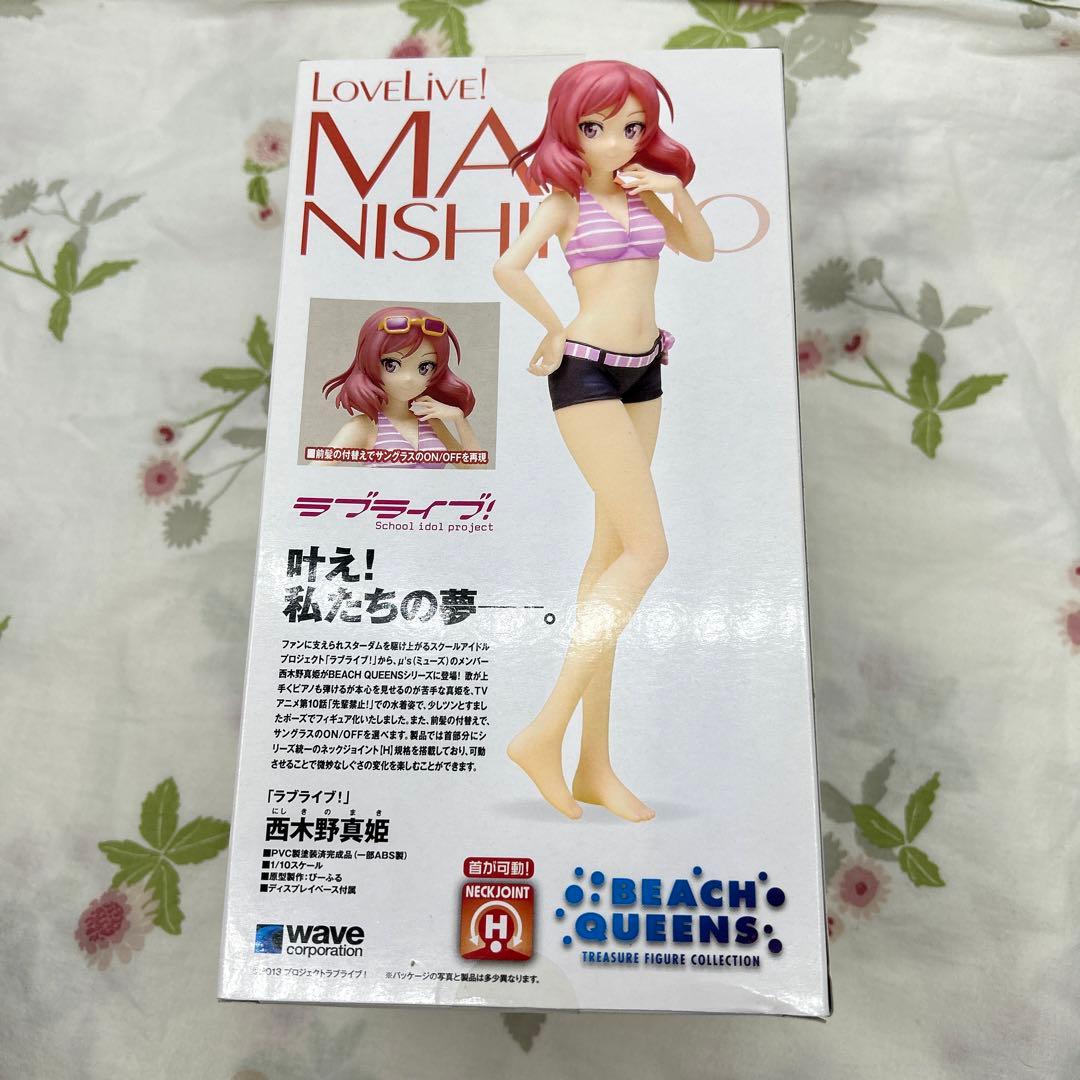 LOVELIVE!
MA
NISHI  O
■前髪の付替えでサングラスのON/OFFを再現
ラブライブ!
School idol project
叶え!
私たちの夢――。
ファンに支えられスターダムを駆け上がるスクールアイドル
プロジェクト「ラブライブ!」から、μ's(ミューズ)のメンバー
西木野真姫がBEACH QUEENSシリーズに登場! 歌が上
手くピアノも弾けるが本心を見せるのが苦手な真姫を、TV
アニメ第10話「先輩禁止!」での水着姿で、少しツンとすまし
たポーズでフィギュア化いたしました。また、前髪の付替えで、
サングラスのON/OFFを選べます。製品では首部分にシ
リーズ統一のネックジョイント[H]規格を搭載しており、可動
させることで微妙なしぐさの変化を楽しむことができます。
「ラブライブ!」
にしきのまき
西木野真姫
■PVC製塗装済完成品(一部ABS製)
■1/10スケール
■原型製作:びーふる
■ディスプレイベース付属
首が可動!
NECK JOINT
H
BEACH
QUEENS
TREASURE FIGURE COLLECTION
wave
corporation
©2013 プロジェクトラブライブ!
※パッケージの写真と製品は多少異なります。